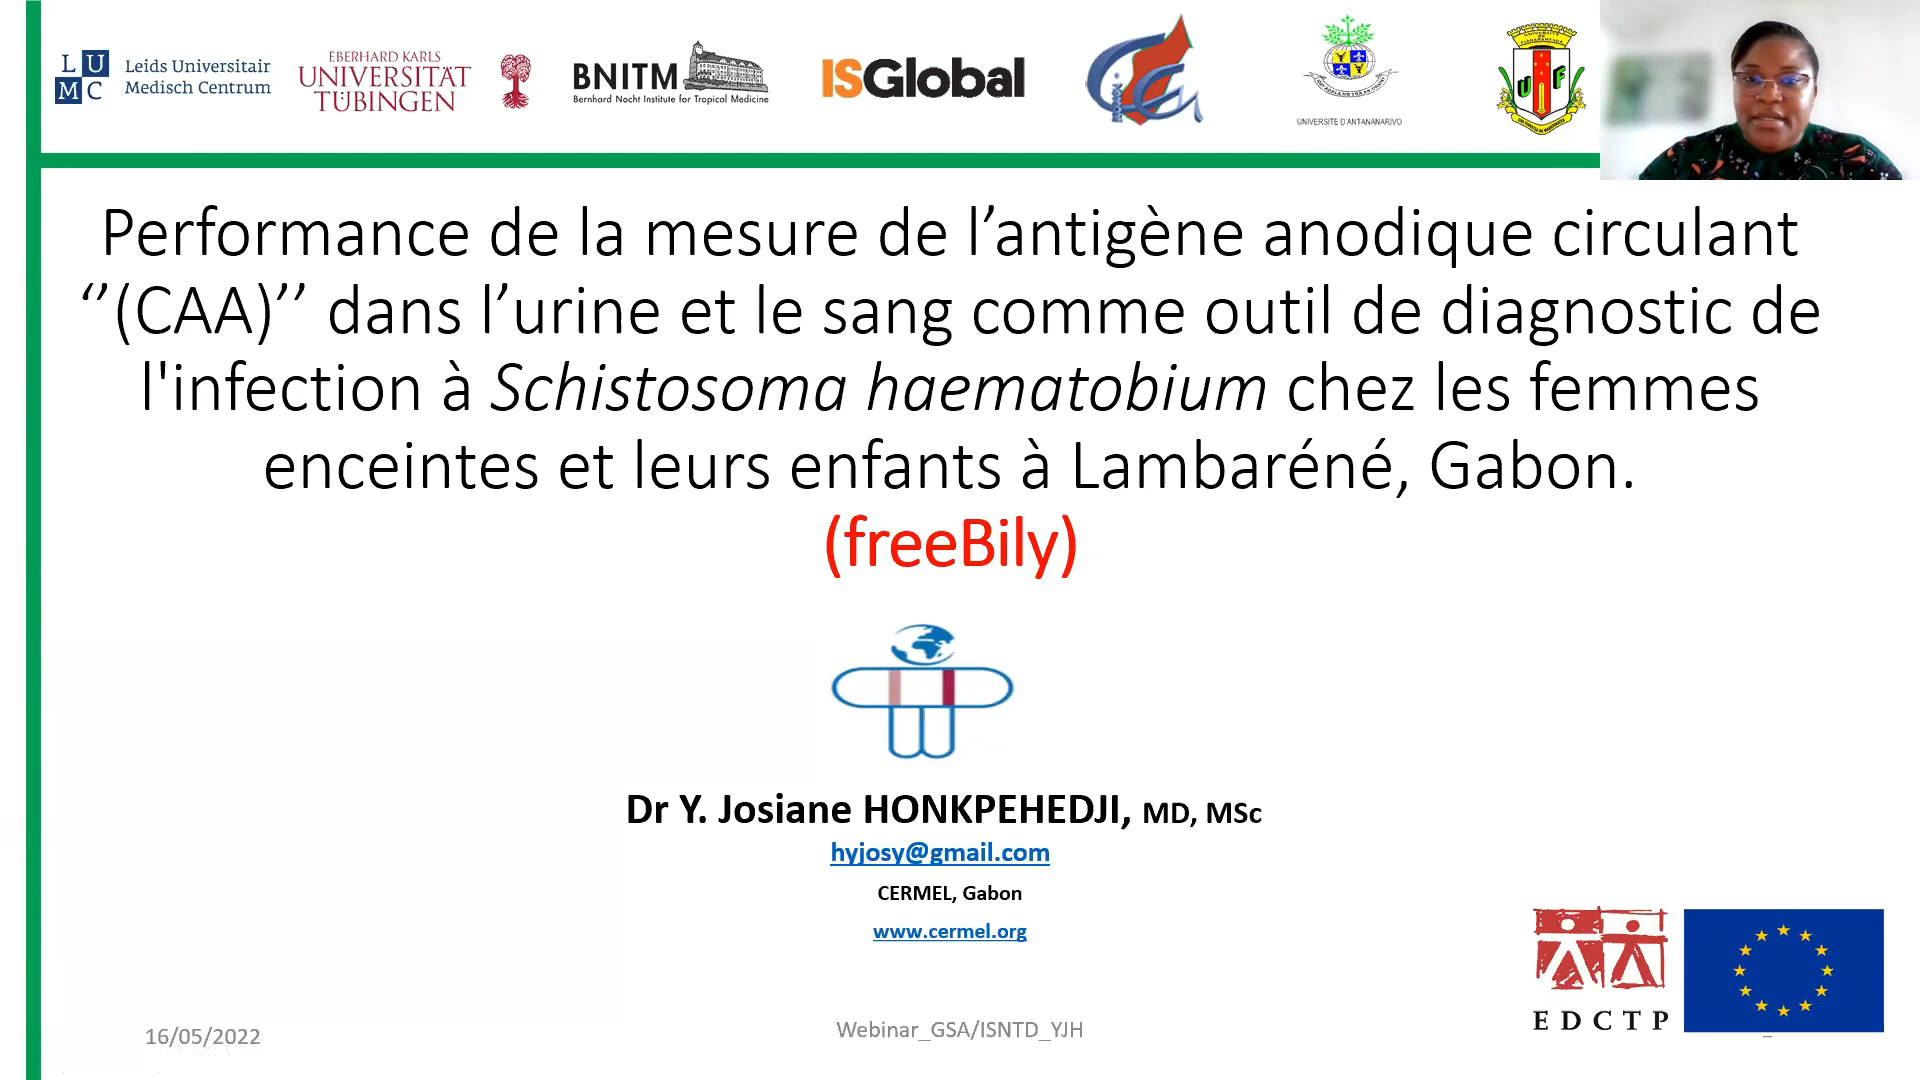 L U M C
Leids Universitair
Medisch Centrum
EBERHARD KARLS
UNIVERSITÄT
TÜBINGEN
BNITM
Bernhard Nocht Institute for Tropical Medicine
ISGlobal
UNIVERSITE D'ANTANANARIVO
U F
Performance de la mesure de l’antigène anodique circulant
‘’(CAA)’’ dans l’urine et le sang comme outil de diagnostic de
l'infection à Schistosoma haematobium chez les femmes
enceintes et leurs enfants à Lambaréné, Gabon.
(freeBily)
Dr Y. Josiane HONKPEHEDJI, MD, MSc
hyjosy@gmail.com
CERMEL, Gabon
www.cermel.org
EDCTP
16/05/2022
Webinar_GSA/ISNTD_YJH